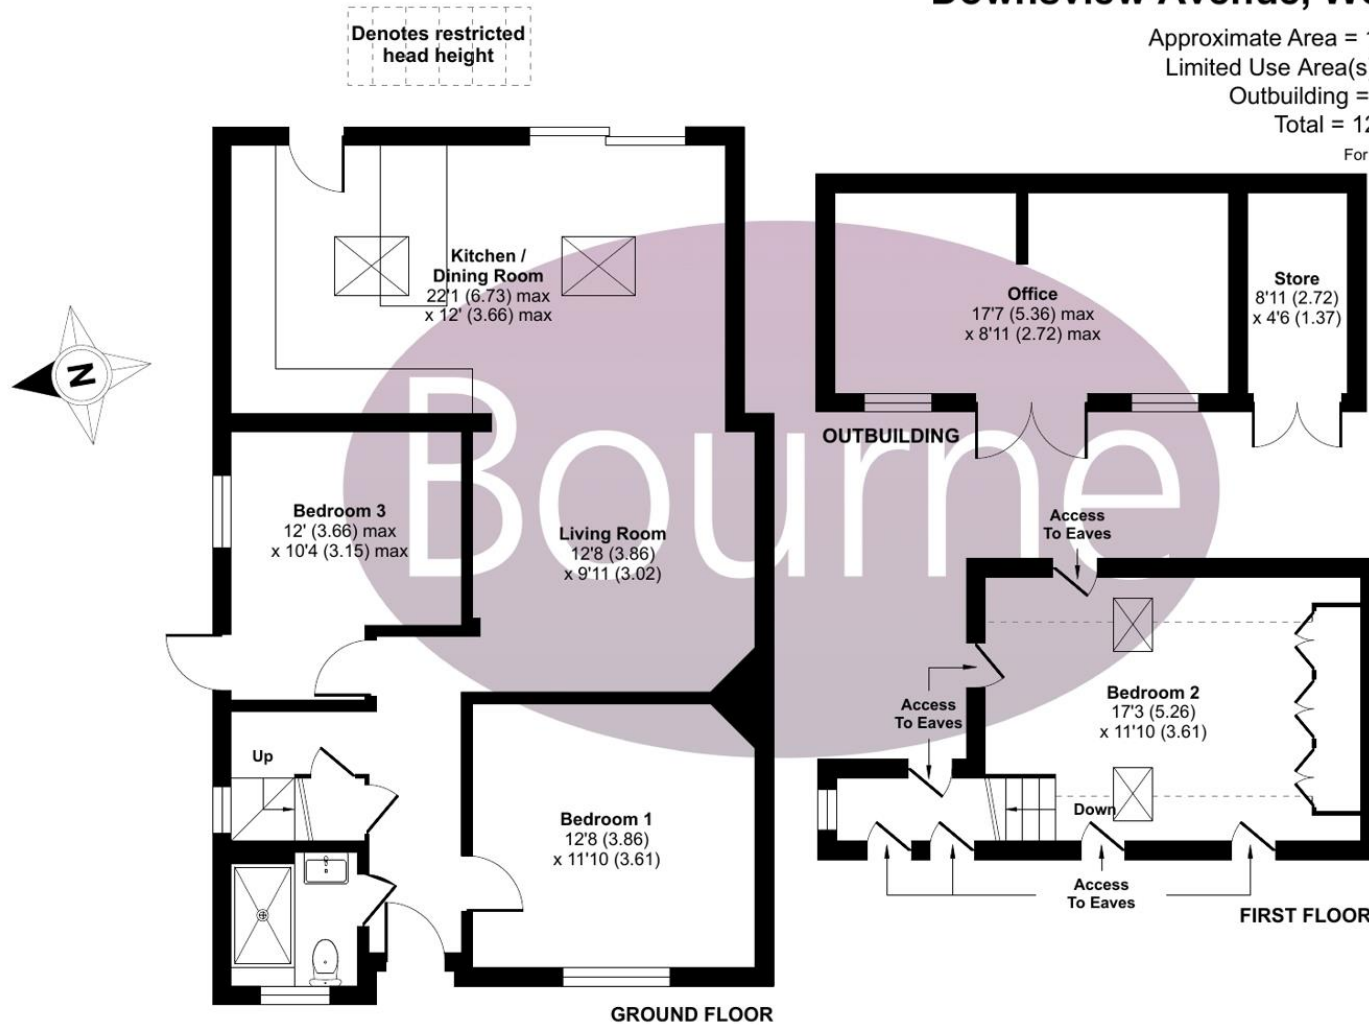 Denotes restricted
head height
Approximate Area =
Limited Use Area(s)
Outbuilding =
Total = 12
For
Kitchen /
Dining Room
22'1 (6.73) max
x 12' (3.66) max
Office
17'7 (5.36) max
x 8'11 (2.72) max
Store
8'11 (2.72)
x 4'6 (1.37)
N
OUTBUILDING
Bourne
Bedroom 3
12' (3.66) max
x 10'4 (3.15) max
Living Room
12'8 (3.86)
x 9'11 (3.02)
Access
To Eaves
Access
To Eaves
Bedroom 2
17'3 (5.26)
x 11'10 (3.61)
Up
Down
Bedroom 1
12'8 (3.86)
x 11'10 (3.61)
Access
To Eaves
FIRST FLOOR
GROUND FLOOR